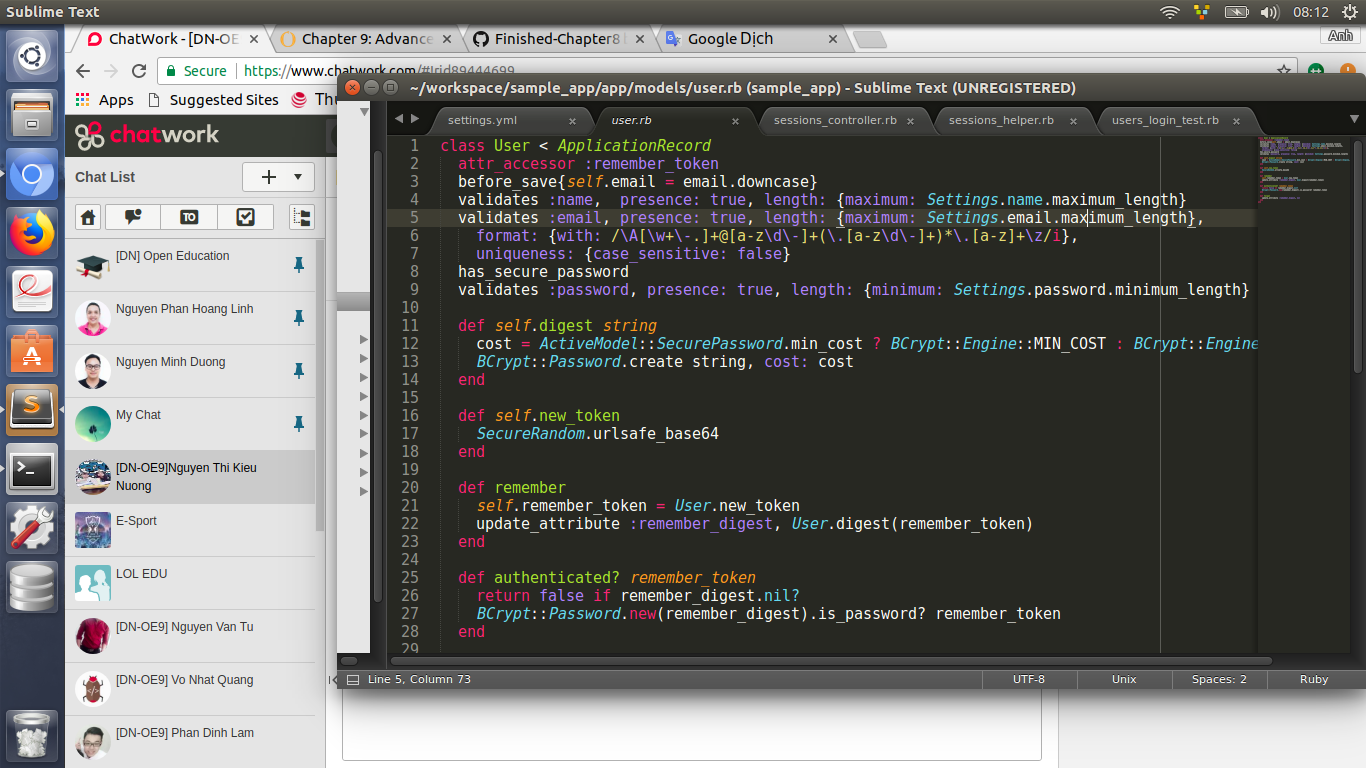 Sublime Text
08:12
ChatWork - [DN-OE
Chapter 9: Advance
Finished-Chapter8
Google Dịch
Anh
Secure
https://www.chatwork.com/#!rid89444699
Apps
Suggested Sites
chatwork
Chat List
TO
[DN] Open Education
Nguyen Phan Hoang Linh
Nguyen Minh Duong
My Chat
[DN-OE9]Nguyen Thi Kieu
Nuong
E-Sport
LOL EDU
[DN-OE9] Nguyen Van Tu
[DN-OE9] Vo Nhat Quang
[DN-OE9] Phan Dinh Lam
~/workspace/sample_app/app/models/user.rb (sample_app) - Sublime Text (UNREGISTERED)
settings.yml
user.rb
sessions_controller.rb
sessions_helper.rb
users_login_test.rb
1 class User < ApplicationRecord
2 attr_accessor :remember_token
3 before_save{self.email = email.downcase}
4 validates :name,  presence: true, length: {maximum: Settings.name.maximum_length}
5 validates :email, presence: true, length: {maximum: Settings.email.maximum_length},
6 format: {with: /\A[\w+\-.]+@[a-z\d\-]+(\.[a-z\d\-]+)*\.[a-z]+\z/i},
7 uniqueness: {case_sensitive: false}
8 has_secure_password
9 validates :password, presence: true, length: {minimum: Settings.password.minimum_length}
10
11 def self.digest string
12 cost = ActiveModel::SecurePassword.min_cost ? BCrypt::Engine::MIN_COST : BCrypt::Engine
13 BCrypt::Password.create string, cost: cost
14 end
15
16 def self.new_token
17 SecureRandom.urlsafe_base64
18 end
19
20 def remember
21 self.remember_token = User.new_token
22 update_attribute :remember_digest, User.digest(remember_token)
23 end
24
25 def authenticated? remember_token
26 return false if remember_digest.nil?
27 BCrypt::Password.new(remember_digest).is_password? remember_token
28 end
29
Line 5, Column 73
UTF-8
Unix
Spaces: 2
Ruby